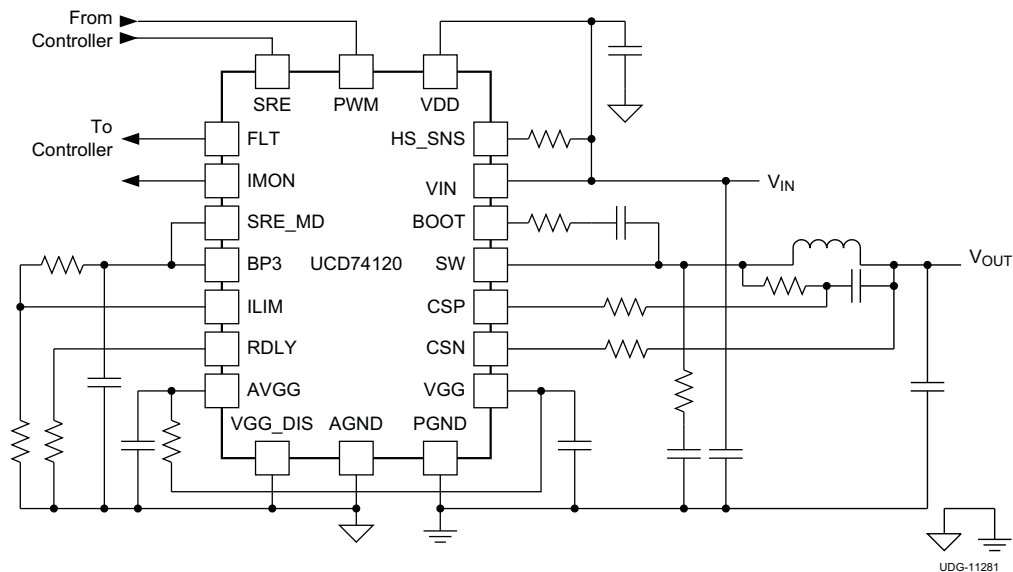 From
Controller
SRE
PWM
VDD
To
Controller
FLT
HS_SNS
IMON
VIN
V_IN
SRE_MD
BOOT
BP3
UCD74120
SW
V_OUT
ILIM
CSP
RDLY
CSN
AVGG
VGG
VGG_DIS
AGND
PGND
UDG-11281